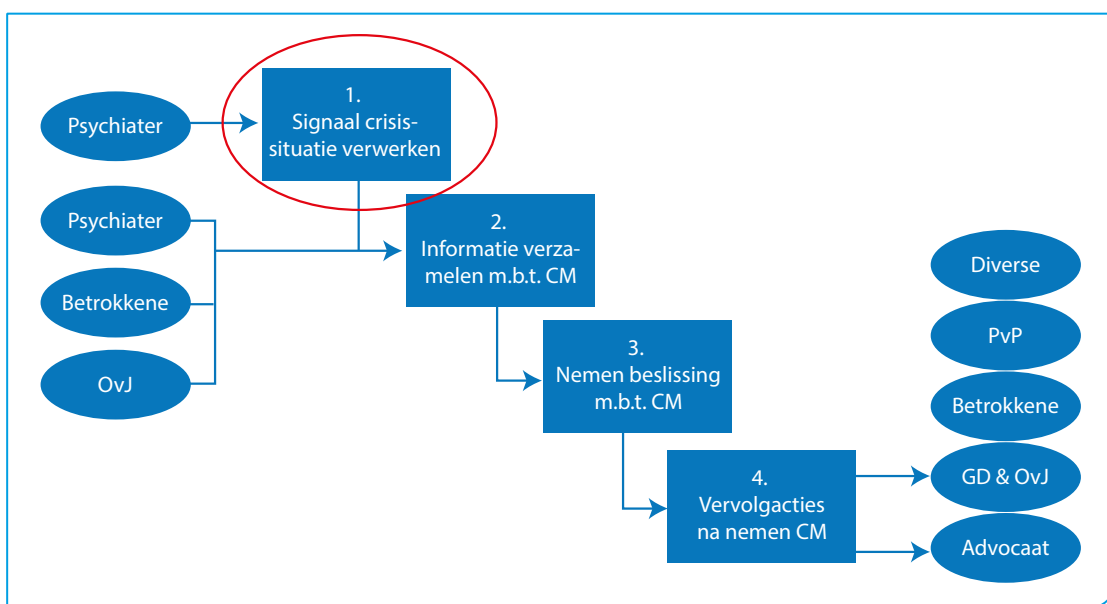 Psychiater
1.
Signaal crisis-
situatie verwerken
Psychiater
Betrokkene
OvJ
2.
Informatie verza-
melen m.b.t. CM
3.
Nemen beslissing
m.b.t. CM
4.
Vervolgacties
na nemen CM
Diverse
PvP
Betrokkene
GD & OvJ
Advocaat